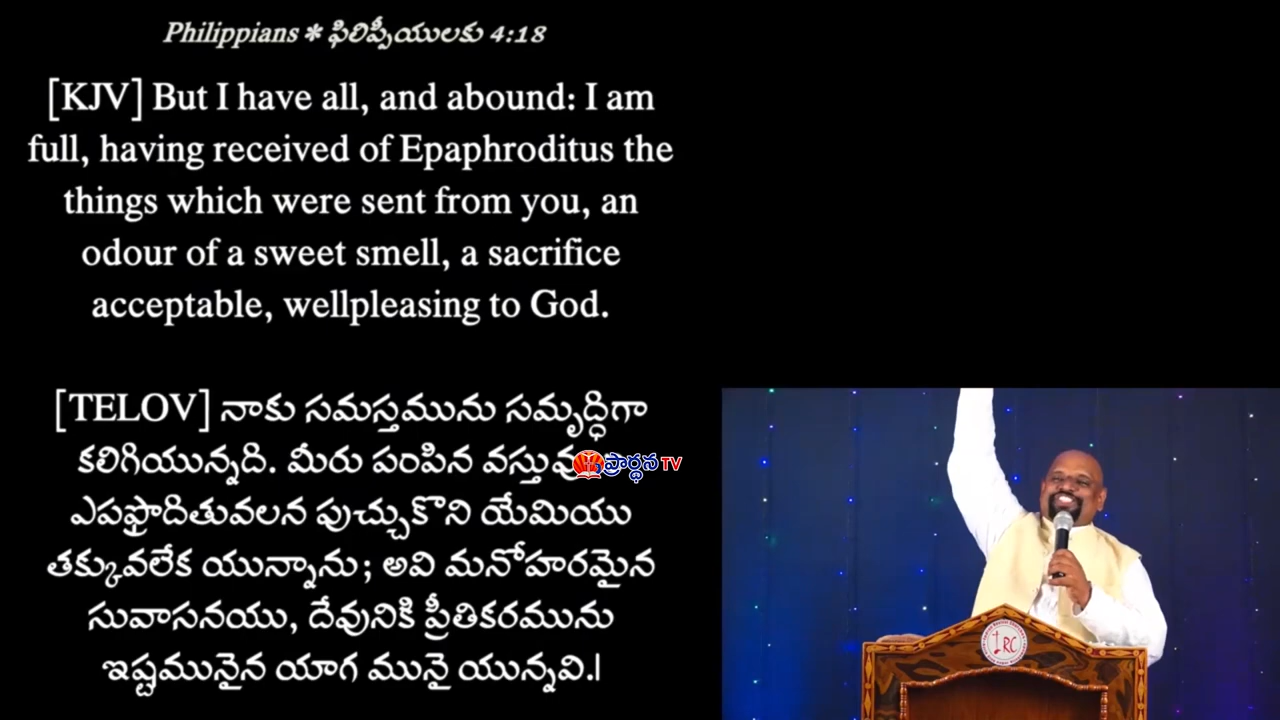 Philippians * ఫిలిప్పీయులకు 4:18
[KJV] But I have all, and abound: I am
full, having received of Epaphroditus the
things which were sent from you, an
odour of a sweet smell, a sacrifice
acceptable, wellpleasing to God.
[TELOV] నాకు సమస్తమును సమృద్ధిగా
కలిగియున్నది. మీరు పంపిన
ప్రార్థన TV
ఎపఫ్రొదితువలన పుచ్చుకొని యేమియు
తక్కువలేక యున్నాను; అవి మనోహరమైన
సువాసనయు, దేవునికి ప్రీతికరమును
ఇష్టమునైన యాగ మునై యున్నవి.|
IRC